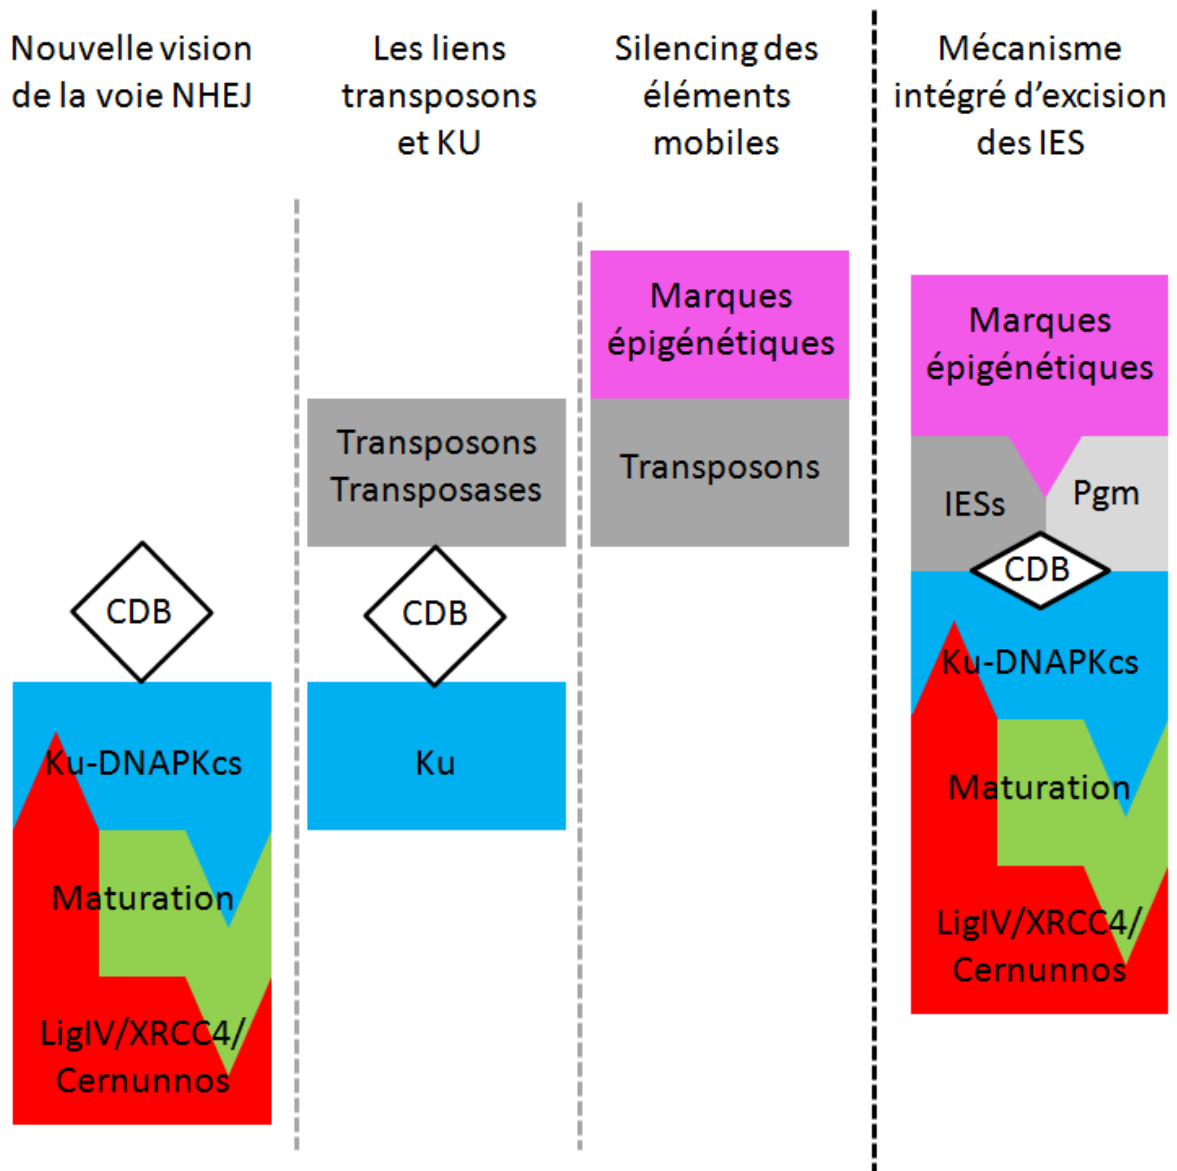 Nouvelle vision
de la voie NHEJ
Les liens
transposons
et KU
Silencing des
éléments
mobiles
Mécanisme
intégré d'excision
des IES
CDB
Ku-DNAPKcs
Maturation
LigIV/XRCC4/
Cernunnos
Transposons
Transposases
CDB
Ku
Marques
épigénétiques
Transposons
Marques
épigénétiques
IESs
Pgm
CDB
Ku-DNAPKcs
Maturation
LigIV/XRCC4/
Cernunnos